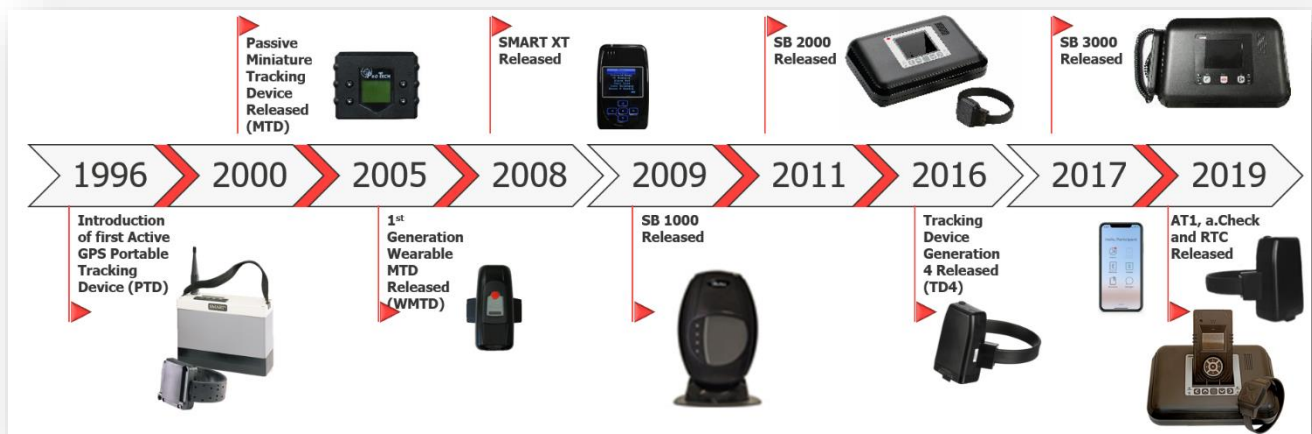 Passive
Miniature
Tracking
Device
Released
(MTD)
SMART XT
Released
SB 2000
Released
SB 3000
Released
1996
2000
2005
2008
2009
2011
2016
2017
2019
Introduction
of first Active
GPS Portable
Tracking
Device (PTD)
1st
Generation
Wearable
MTD
Released
(WMTD)
SB 1000
Released
Tracking
Device
Generation
4 Released
(TD4)
AT1, a.Check
and RTC
Released